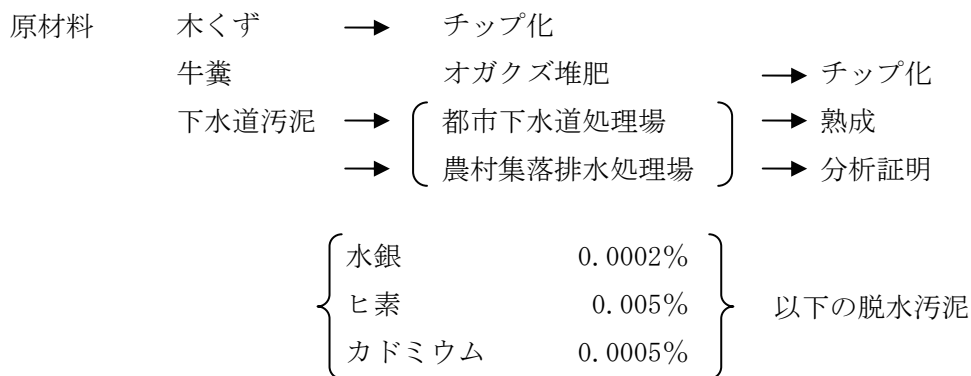 原材料 木くず → チップ化
牛糞 オガクズ堆肥 → チップ化
下水道汚泥 → 都市下水道処理場 → 熟成
→ 農村集落排水処理場 → 分析証明
水銀 0.0002%
ヒ素 0.005% 以下の脱水汚泥
カドミウム 0.0005%